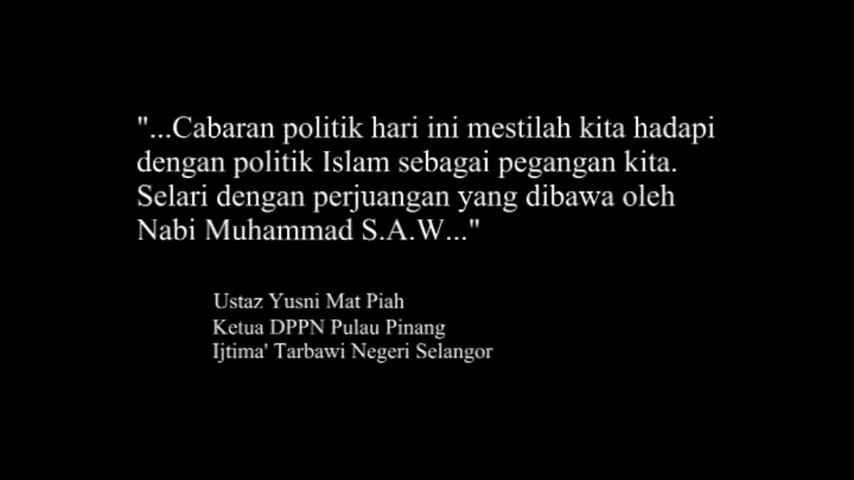 "...Cabaran politik hari ini mestilah kita hadapi
dengan politik Islam sebagai pegangan kita.
Selari dengan perjuangan yang dibawa oleh
Nabi Muhammad S.A.W..."
Ustaz Yusni Mat Piah
Ketua DPPN Pulau Pinang
Ijtima' Tarbawi Negeri Selangor